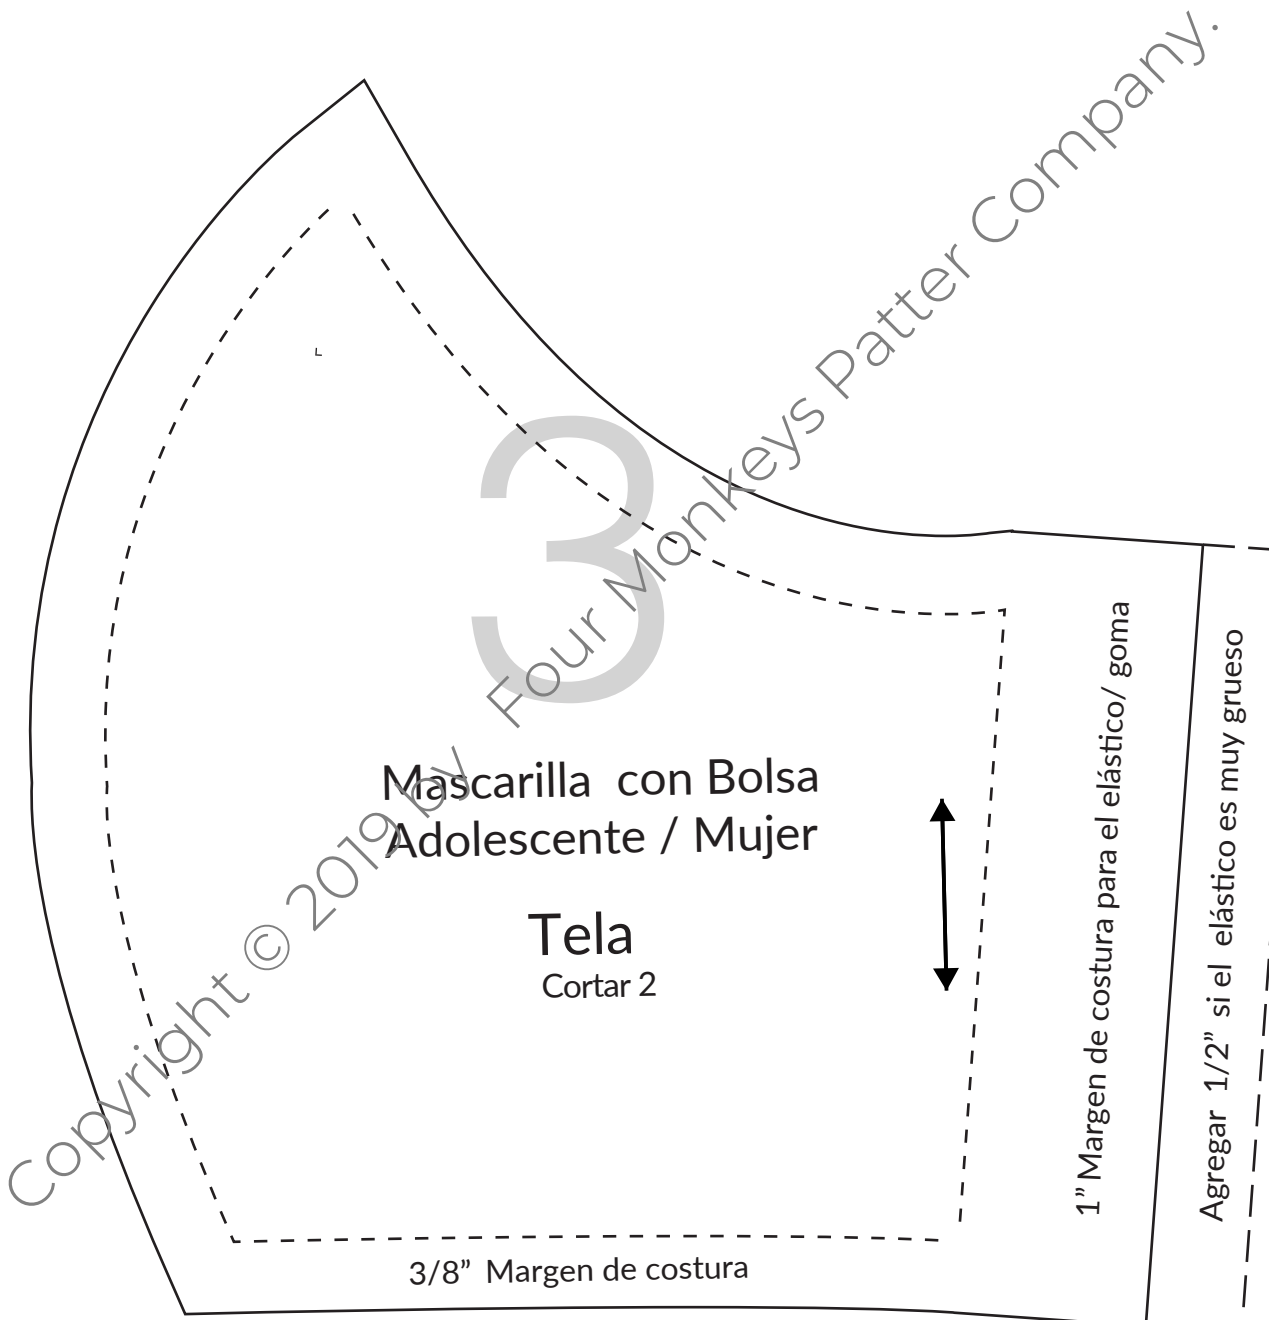 3
Mascarilla con Bolsa
Adolescente / Mujer
Tela
Cortar 2
3/8” Margen de costura
1” Margen de costura para el elástico/ goma
Agregar 1/2” si el elástico es muy grueso
Copyright © 2019 by Four Monkeys Patter Company.